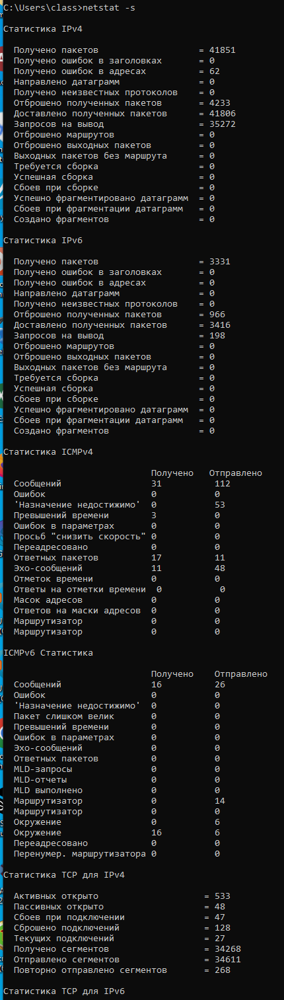 C:\Users\class>netstat -s
Статистика IPv4
Получено пакетов = 41851
Получено ошибок в заголовках = 0
Получено ошибок в адресах = 62
Направлено датаграмм = 0
Получено неизвестных протоколов = 0
Отброшено полученных пакетов = 4233
Доставлено полученных пакетов = 41806
Запросов на вывод = 35272
Отброшено маршрутов = 0
Отброшено выходных пакетов = 0
Выходных пакетов без маршрута = 0
Требуется сборка = 0
Успешная сборка = 0
Сбоев при сборке = 0
Успешно фрагментировано датаграмм = 0
Сбоев при фрагментации датаграмм = 0
Создано фрагментов = 0
Статистика IPv6
Получено пакетов = 3331
Получено ошибок в заголовках = 0
Получено ошибок в адресах = 0
Направлено датаграмм = 0
Получено неизвестных протоколов = 0
Отброшено полученных пакетов = 966
Доставлено полученных пакетов = 3416
Запросов на вывод = 198
Отброшено маршрутов = 0
Отброшено выходных пакетов = 0
Выходных пакетов без маршрута = 0
Требуется сборка = 0
Успешная сборка = 0
Сбоев при сборке = 0
Успешно фрагментировано датаграмм = 0
Сбоев при фрагментации датаграмм = 0
Создано фрагментов = 0
Статистика ICMPv4
Получено Отправлено
Сообщений 31 112
Ошибок 0 0
'Назначение недостижимо' 0 53
Превышений времени 3 0
Ошибок в параметрах 0 0
Просьб "снизить скорость" 0 0
Переадресовано 0 0
Ответных пакетов 17 11
Эхо-сообщений 11 48
Отметок времени 0 0
Ответы на отметки времени 0 0
Масок адресов 0 0
Ответов на маски адресов 0 0
Маршрутизатор 0 0
Маршрутизатор 0 0
ICMPv6 Статистика
Получено Отправлено
Сообщений 16 26
Ошибок 0 0
'Назначение недостижимо' 0 0
Пакет слишком велик 0 0
Превышений времени 0 0
Ошибок в параметрах 0 0
Эхо-сообщений 0 0
Ответных пакетов 0 0
MLD-запросы 0 0
MLD-отчеты 0 0
MLD выполнено 0 0
Маршрутизатор 0 14
Маршрутизатор 0 0
Окружение 0 6
Окружение 16 6
Переадресовано 0 0
Перенумер. маршрутизатора 0 0
Статистика TCP для IPv4
Активных открыто = 533
Пассивных открыто = 48
Сбоев при подключении = 47
Сброшено подключений = 128
Текущих подключений = 27
Получено сегментов = 34268
Отправлено сегментов = 34611
Повторно отправлено сегментов = 268
Статистика TCP для IPv6